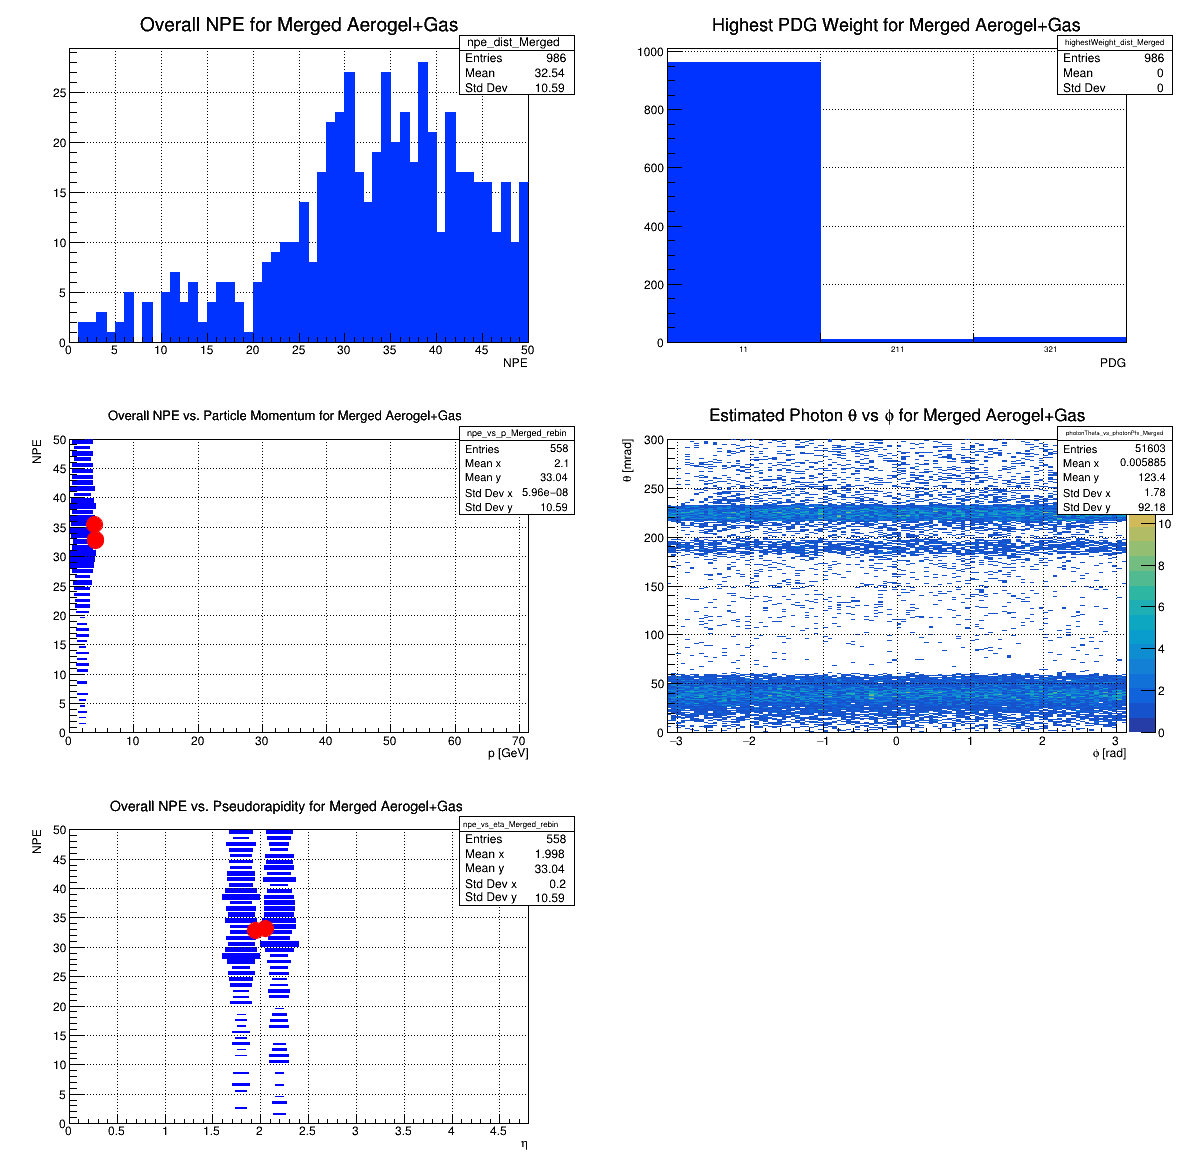 Overall NPE for Merged Aerogel+Gas
npe_dist_Merged
Entries 986
Mean 32.54
Std Dev 10.59
25
20
15
10
5
0
0 5 10 15 20 25 30 35 40 45 50
NPE
Highest PDG Weight for Merged Aerogel+Gas
highestWeight_dist_Merged
Entries 986
Mean 0
Std Dev 0
1000
800
600
400
200
0
11 211 321
PDG
Overall NPE vs. Particle Momentum for Merged Aerogel+Gas
npe_vs_p_Merged_rebin
Entries 558
Mean x 2.1
Mean y 33.04
Std Dev x 5.96e−08
Std Dev y 10.59
NPE
50
45
40
35
30
25
20
15
10
5
0
0 10 20 30 40 50 60 70
p [GeV]
Estimated Photon θ vs ϕ for Merged Aerogel+Gas
photonTheta_vs_photonPhi_Merged
Entries 51603
Mean x 0.005885
Mean y 123.4
Std Dev x 1.78
Std Dev y 92.18
θ [mrad]
300
250
200
150
100
50
0
−3 −2 −1 0 1 2 3
ϕ [rad]
10
8
6
4
2
0
Overall NPE vs. Pseudorapidity for Merged Aerogel+Gas
npe_vs_eta_Merged_rebin
Entries 558
Mean x 1.998
Mean y 33.04
Std Dev x 0.2
Std Dev y 10.59
NPE
50
45
40
35
30
25
20
15
10
5
0
0 0.5 1 1.5 2 2.5 3 3.5 4 4.5
η